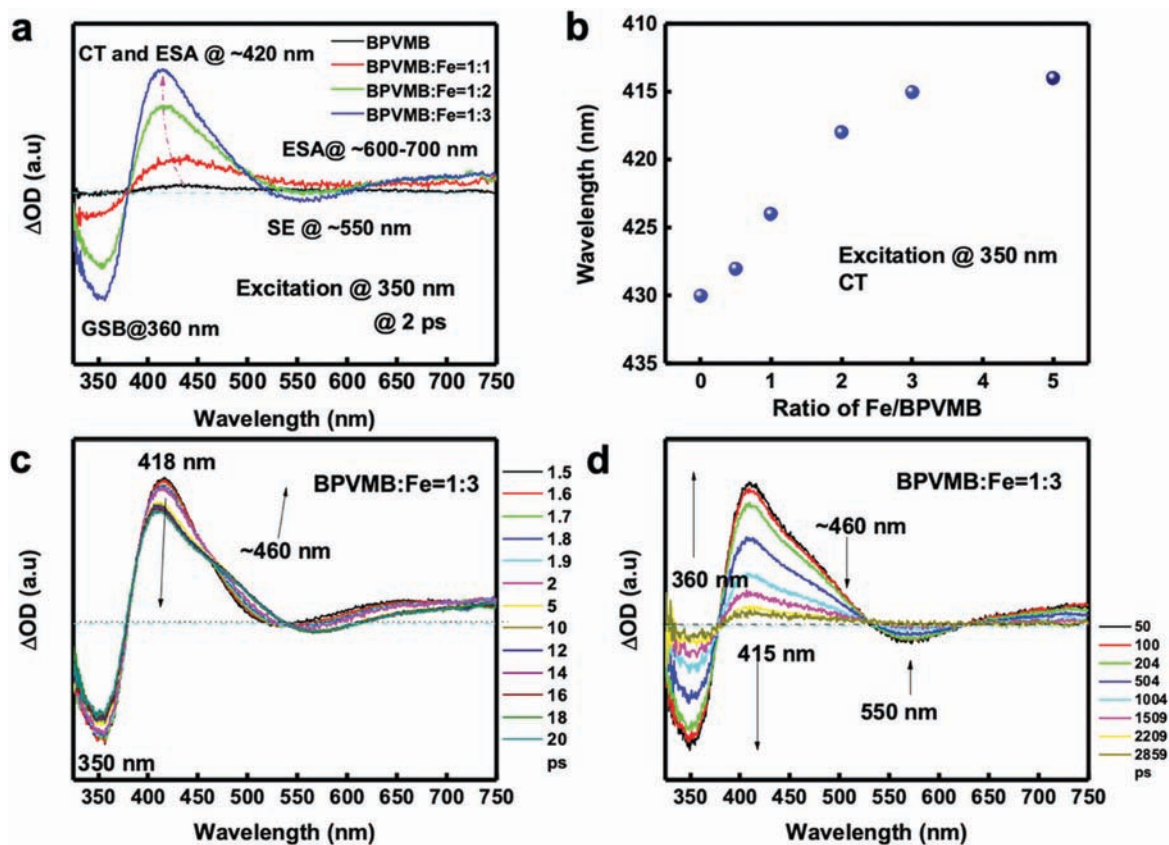 a
CT and ESA @ ~420 nm
BPVMB
BPVMB:Fe=1:1
BPVMB:Fe=1:2
BPVMB:Fe=1:3
ESA@ ~600-700 nm
SE @ ~550 nm
Excitation @ 350 nm
@ 2 ps
GSB@360 nm
ΔOD (a.u)
350 400 450 500 550 600 650 700 750
Wavelength (nm)
b
410
415
420
425
430
435
Wavelength (nm)
Excitation @ 350 nm
CT
0 1 2 3 4 5
Ratio of Fe/BPVMB
c
418 nm
BPVMB:Fe=1:3
~460 nm
350 nm
1.5
1.6
1.7
1.8
1.9
2
5
10
12
14
16
18
20
ps
ΔOD (a.u)
350 400 450 500 550 600 650 700 750
Wavelength (nm)
d
BPVMB:Fe=1:3
~460 nm
360 nm
415 nm
550 nm
50
100
204
504
1004
1509
2209
2859
ps
ΔOD (a.u)
350 400 450 500 550 600 650 700 750
Wavelength (nm)